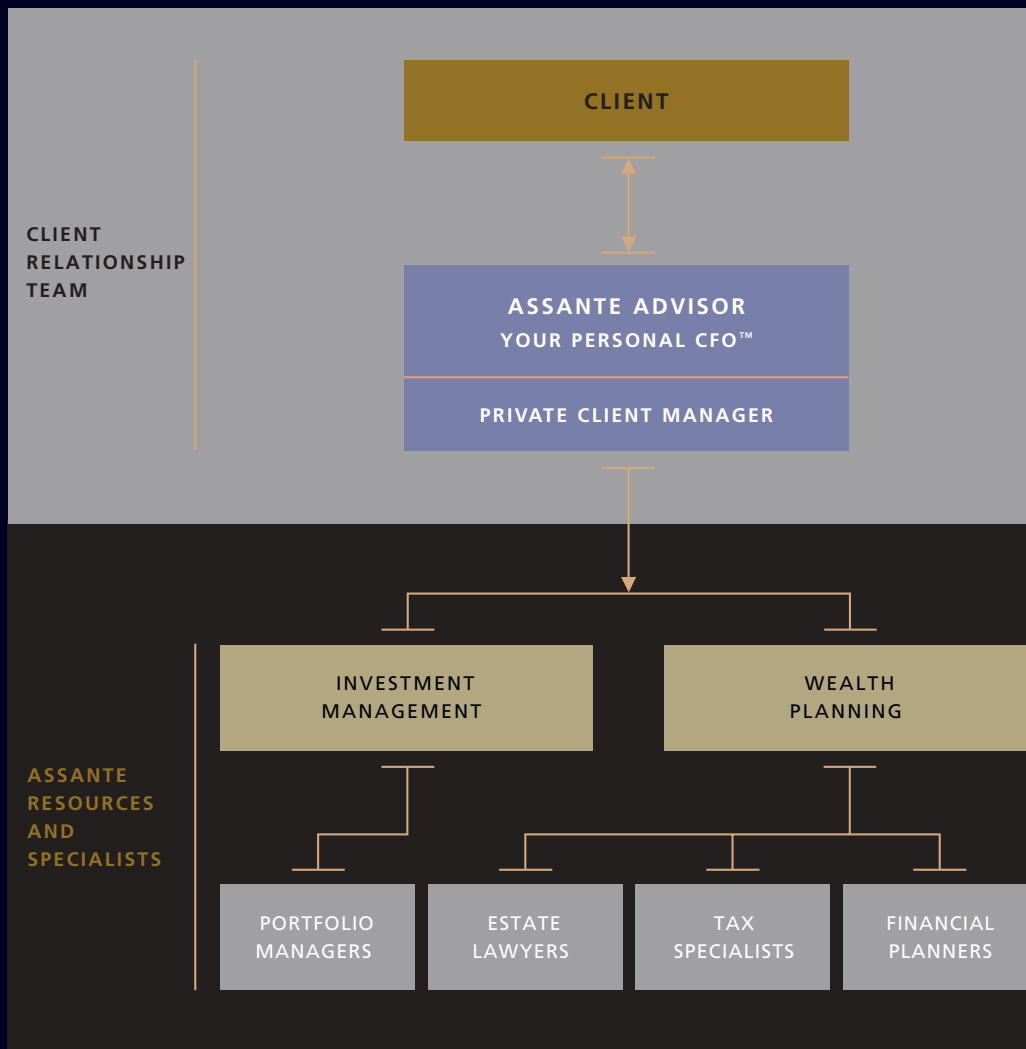 CLIENT
CLIENT
RELATIONSHIP
TEAM
ASSANTE ADVISOR
YOUR PERSONAL CFO™
PRIVATE CLIENT MANAGER
INVESTMENT
MANAGEMENT
WEALTH
PLANNING
ASSANTE
RESOURCES
AND
SPECIALISTS
PORTFOLIO
MANAGERS
ESTATE
LAWYERS
TAX
SPECIALISTS
FINANCIAL
PLANNERS